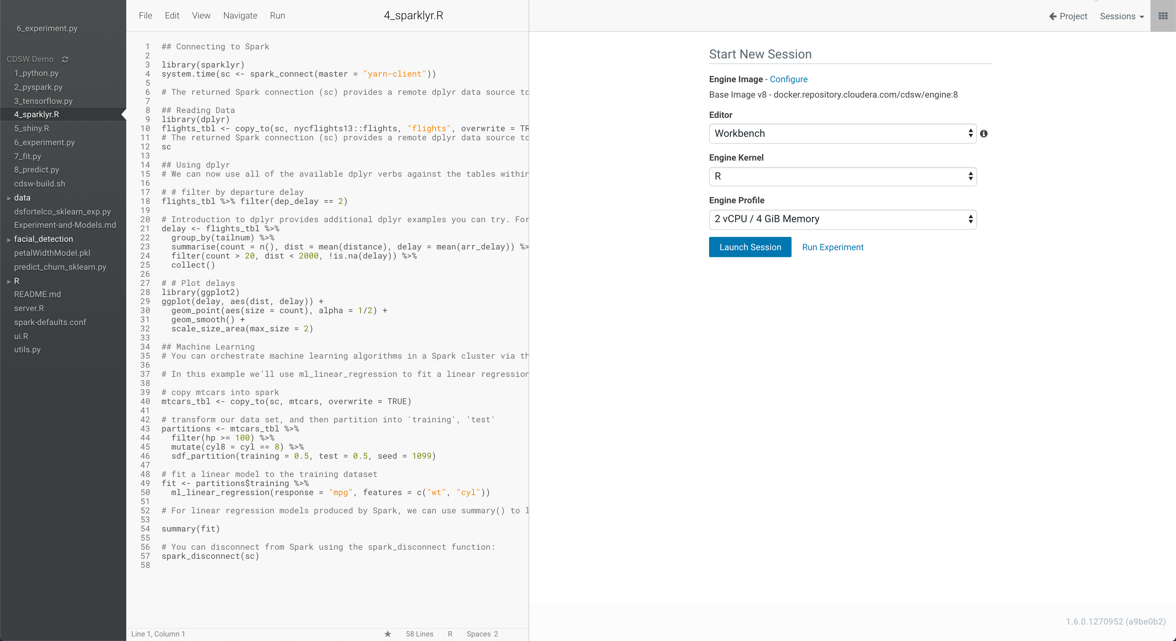 File Edit View Navigate Run
4_sparklyr.R
Project Sessions
6_experiment.py
CDSW Demo
1_python.py
2_pyspark.py
3_tensorflow.py
4_sparklyr.R
5_shiny.R
6_experiment.py
7_fit.py
8_predict.py
cdsw-build.sh
data
dsfortelco_sklearn_exp.py
Experiment-and-Models.md
facial_detection
petalWidthModel.pkl
predict_churn_sklearn.py
R
README.md
server.R
spark-defaults.conf
ui.R
utils.py
1 ## Connecting to Spark
2
3 library(sparklyr)
4 system.time(sc <- spark_connect(master = "yarn-client"))
5
6 # The returned Spark connection (sc) provides a remote dplyr data source to
7
8 ## Reading Data
9 library(dplyr)
10 flights_tbl <- copy_to(sc, nycflights13::flights, "flights", overwrite = TR
11 # The returned Spark connection (sc) provides a remote dplyr data source to
12 sc
13
14 ## Using dplyr
15 # We can now use all of the available dplyr verbs against the tables within
16
17 # # filter by departure delay
18 flights_tbl %>% filter(dep_delay == 2)
19
20 # Introduction to dplyr provides additional dplyr examples you can try. For
21 delay <- flights_tbl %>%
22 group_by(tailnum) %>%
23 summarise(count = n(), dist = mean(distance), delay = mean(arr_delay)) %>
24 filter(count > 20, dist < 2000, !is.na(delay)) %>%
25 collect()
26
27 # # Plot delays
28 library(ggplot2)
29 ggplot(delay, aes(dist, delay)) +
30 geom_point(aes(size = count), alpha = 1/2) +
31 geom_smooth() +
32 scale_size_area(max_size = 2)
33
34 ## Machine Learning
35 # You can orchestrate machine learning algorithms in a Spark cluster via th
36
37 # In this example we'll use ml_linear_regression to fit a linear regression
38
39 # copy mtcars into spark
40 mtcars_tbl <- copy_to(sc, mtcars, overwrite = TRUE)
41
42 # transform our data set, and then partition into 'training', 'test'
43 partitions <- mtcars_tbl %>%
44 filter(hp >= 100) %>%
45 mutate(cyl8 = cyl == 8) %>%
46 sdf_partition(training = 0.5, test = 0.5, seed = 1099)
47
48 # fit a linear model to the training dataset
49 fit <- partitions$training %>%
50 ml_linear_regression(response = "mpg", features = c("wt", "cyl"))
51
52 # For linear regression models produced by Spark, we can use summary() to l
53
54 summary(fit)
55
56 # You can disconnect from Spark using the spark_disconnect function:
57 spark_disconnect(sc)
58
Line 1, Column 1 ★ 58 Lines R Spaces 2
Start New Session
Engine Image - Configure
Base Image v8 - docker.repository.cloudera.com/cdsw/engine:8
Editor
Workbench
Engine Kernel
R
Engine Profile
2 vCPU / 4 GiB Memory
Launch Session Run Experiment
1.6.0.1270952 (a9be0b2)